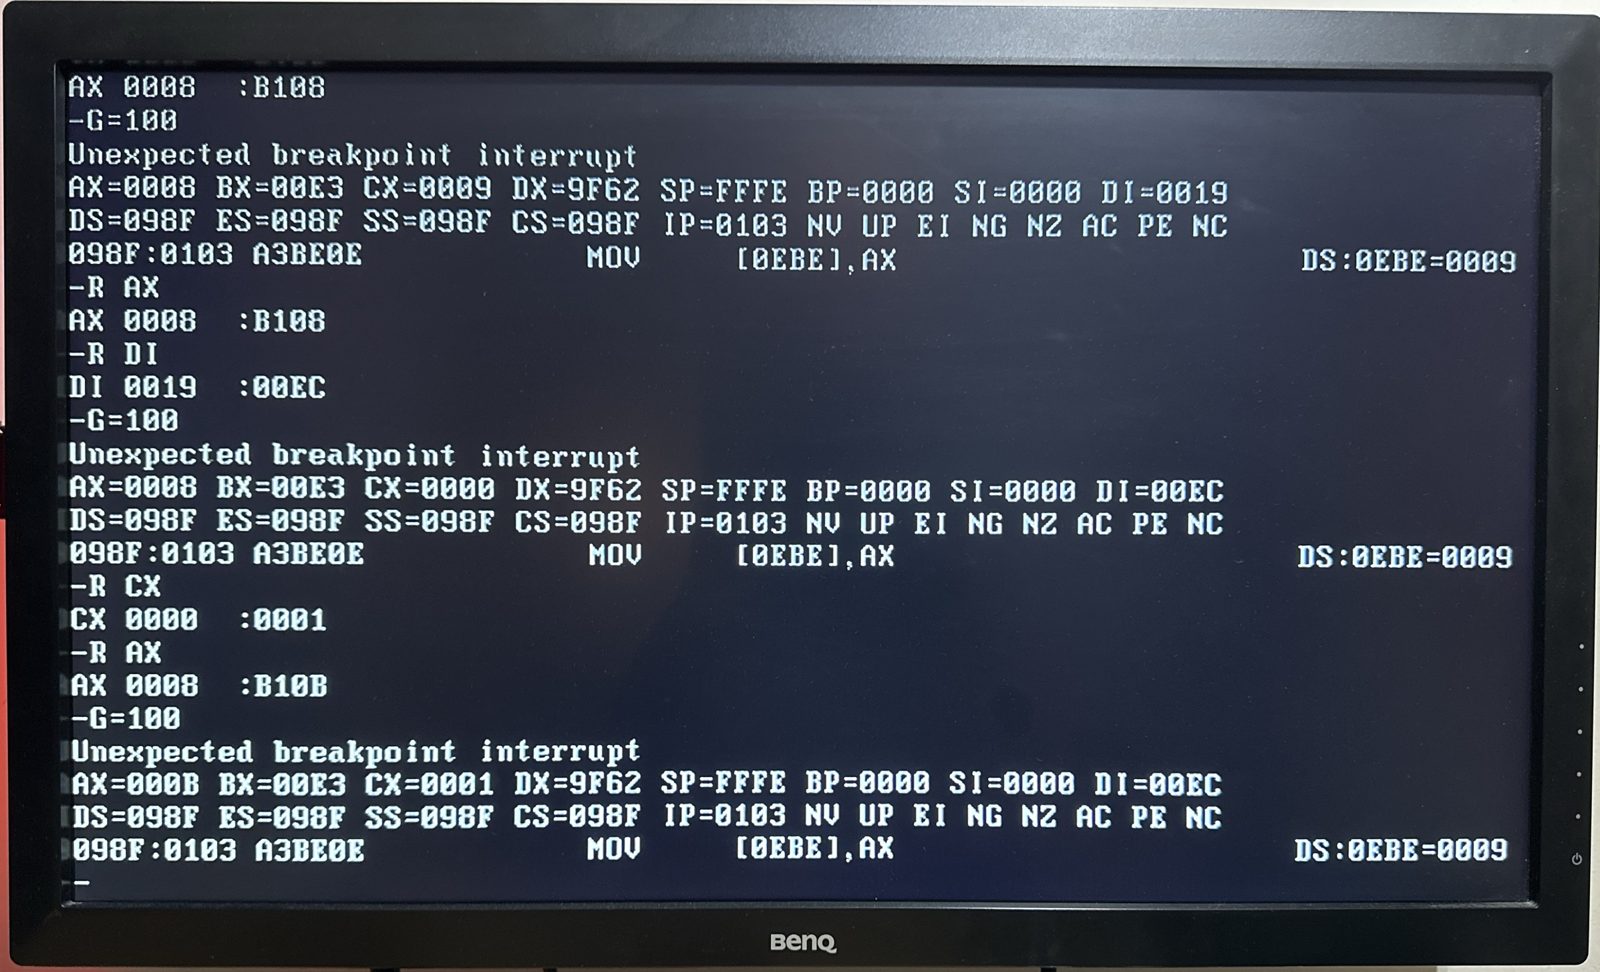 AX 0008  :B108
-G=100
Unexpected breakpoint interrupt
AX=0008 BX=00E3 CX=0009 DX=9F62 SP=FFFE BP=0000 SI=0000 DI=0019
DS=098F ES=098F SS=098F CS=098F IP=0103 NV UP EI NG NZ AC PE NC
098F:0103 A3BE0E MOV [0EBE],AX DS:0EBE=0009
-R AX
AX 0008  :B108
-R DI
DI 0019  :00EC
-G=100
Unexpected breakpoint interrupt
AX=0008 BX=00E3 CX=0000 DX=9F62 SP=FFFE BP=0000 SI=0000 DI=00EC
DS=098F ES=098F SS=098F CS=098F IP=0103 NV UP EI NG NZ AC PE NC
098F:0103 A3BE0E MOV [0EBE],AX DS:0EBE=0009
-R CX
CX 0000  :0001
-R AX
AX 0008  :B10B
-G=100
Unexpected breakpoint interrupt
AX=000B BX=00E3 CX=0001 DX=9F62 SP=FFFE BP=0000 SI=0000 DI=00EC
DS=098F ES=098F SS=098F CS=098F IP=0103 NV UP EI NG NZ AC PE NC
098F:0103 A3BE0E MOV [0EBE],AX DS:0EBE=0009
-
BenQ